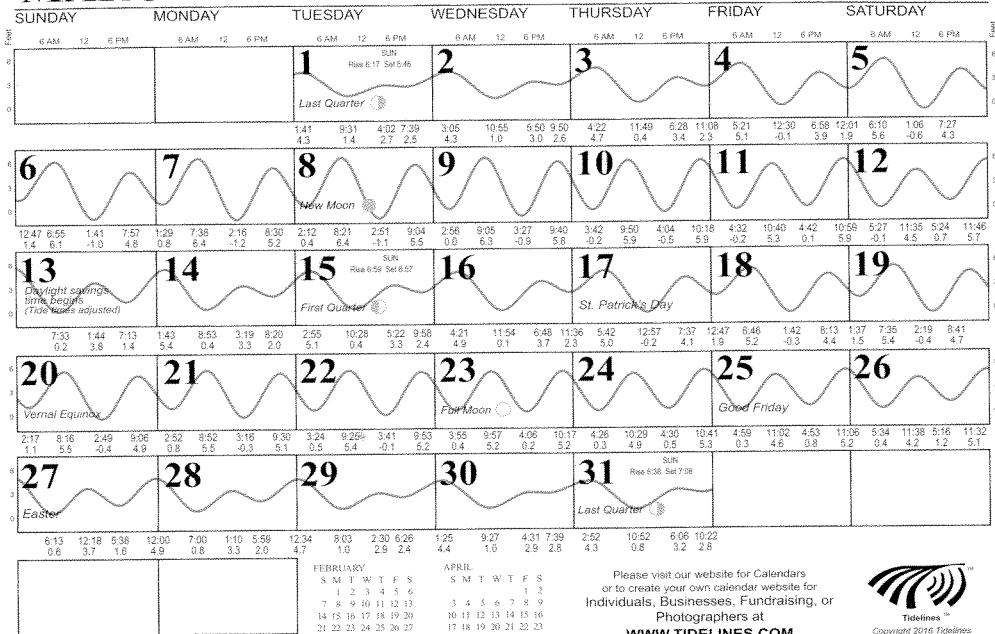 SUNDAY MONDAY TUESDAY WEDNESDAY THURSDAY FRIDAY SATURDAY
Feet 6 AM 12 6 PM 6 AM 12 6 PM 6 AM 12 6 PM 6 AM 12 6 PM 6 AM 12 6 PM 6 AM 12 6 PM 6 AM 12 6 PM Feet
1 SUN 2 3 4 5
Rise 6:17 Set 5:46
Last Quarter
1:41 9:31 4:02 7:39 3:05 10:55 5:50 9:50 4:22 11:49 6:28 11:08 5:21 12:30 6:58 12:01 6:10 1:06 7:27
4.3 1.4 2.7 2.5 4.3 1.0 3.0 2.6 4.7 0.4 3.4 2.3 5.1 -0.1 3.9 1.9 5.6 -0.6 4.3
6 7 8 9 10 11 12
New Moon
12:47 6:55 1:41 7:57 1:29 7:38 2:16 8:30 2:12 8:21 2:51 9:04 2:56 9:05 3:27 9:40 3:42 9:50 4:04 10:18 4:32 10:40 4:42 10:59 5:27 11:35 5:24 11:46
1.4 6.1 -1.0 4.8 0.8 6.4 -1.2 5.2 0.4 6.4 -1.1 5.5 0.0 6.3 -0.9 5.8 -0.2 5.9 -0.5 5.9 -0.2 5.3 0.1 5.9 -0.1 4.5 0.7 5.7
13 14 15 SUN 16 17 18 19
Rise 6:59 Set 6:57
Daylight savings
time begins
(Tide times adjusted)
First Quarter St. Patrick's Day
7:33 1:44 7:13 1:43 8:53 3:19 8:20 2:55 10:28 5:22 9:58 4:21 11:54 6:48 11:36 5:42 12:57 7:37 12:47 6:46 1:42 8:13 1:37 7:35 2:19 8:41
0.2 3.8 1.4 5.4 0.4 3.3 2.0 5.1 0.4 3.3 2.4 4.9 0.1 3.7 2.3 5.0 -0.2 4.1 1.9 5.2 -0.3 4.4 1.5 5.4 -0.4 4.7
20 21 22 23 24 25 26
Vernal Equinox Full Moon Good Friday
2:17 8:16 2:49 9:06 2:52 8:52 3:16 9:30 3:24 9:25 3:41 9:53 3:55 9:57 4:06 10:17 4:26 10:29 4:30 10:41 4:59 11:02 4:53 11:06 5:34 11:38 5:16 11:32
1.1 5.5 -0.4 4.9 0.8 5.5 -0.3 5.1 0.5 5.4 -0.1 5.2 0.4 5.2 0.2 5.2 0.3 4.9 0.5 5.3 0.3 4.6 0.8 5.2 0.4 4.2 1.2 5.1
27 28 29 30 31 SUN
Rise 6:38 Set 7:08
Easter Last Quarter
6:13 12:18 5:38 12:00 7:00 1:10 5:59 12:34 8:03 2:30 6:26 1:25 9:27 4:31 7:39 2:52 10:52 6:06 10:22
0.6 3.7 1.6 4.9 0.8 3.3 2.0 4.7 1.0 2.9 2.4 4.4 1.0 2.9 2.8 4.3 0.8 3.2 2.8
FEBRUARY APRIL
S M T W T F S S M T W T F S
1 2 3 4 5 6 1 2
7 8 9 10 11 12 13 3 4 5 6 7 8 9
14 15 16 17 18 19 20 10 11 12 13 14 15 16
21 22 23 24 25 26 27 17 18 19 20 21 22 23
Please visit our website for Calendars
or to create your own calendar website for
Individuals, Businesses, Fundraising, or
Photographers at
WWW.TIDELINES.COM
Tidelines ™
Copyright 2016 Tidelines